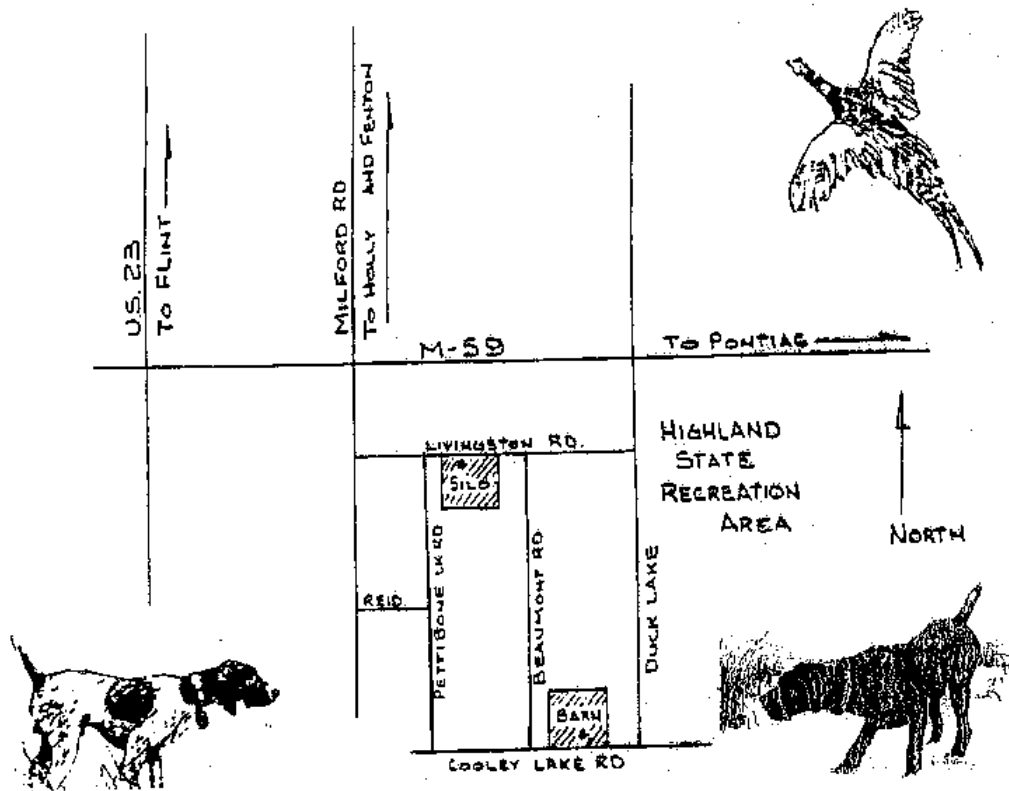 U.S. 23
TO FLINT
MILFORD RD
TO HOLLY AND FENTON
M-59
TO PONTIAC
LIVINGSTON RD.
SILO
HIGHLAND
STATE
RECREATION
AREA
NORTH
REID
PETTIBONE LK RD
BEAUMONT RD
DUCK LAKE
BARN
COOLEY LAKE RD